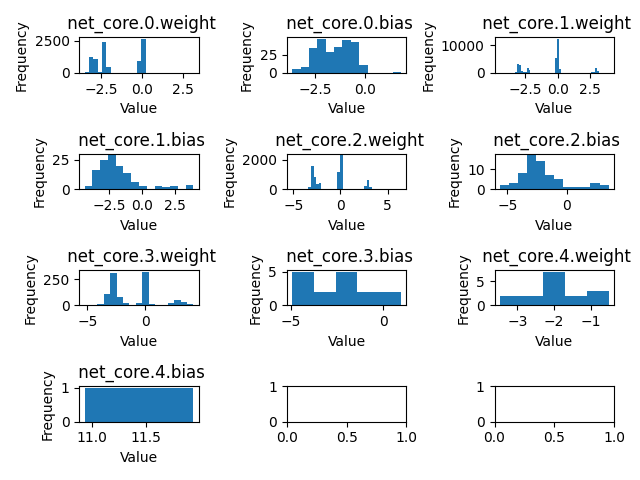 net_core.0.weight
Frequency
2500
0
−2.5 0.0 2.5
Value
net_core.0.bias
Frequency
25
0
−2.5 0.0
Value
net_core.1.weight
Frequency
10000
0
−2.5 0.0 2.5
Value
net_core.1.bias
Frequency
25
0
−2.5 0.0 2.5
Value
net_core.2.weight
Frequency
2000
0
−5 0 5
Value
net_core.2.bias
Frequency
10
0
−5 0
Value
net_core.3.weight
Frequency
250
0
−5 0
Value
net_core.3.bias
Frequency
5
0
−5 0
Value
net_core.4.weight
Frequency
5
0
−3 −2 −1
Value
net_core.4.bias
Frequency
1
0
11.0 11.5
Value
1
0
0.0 0.5 1.0
1
0
0.0 0.5 1.0